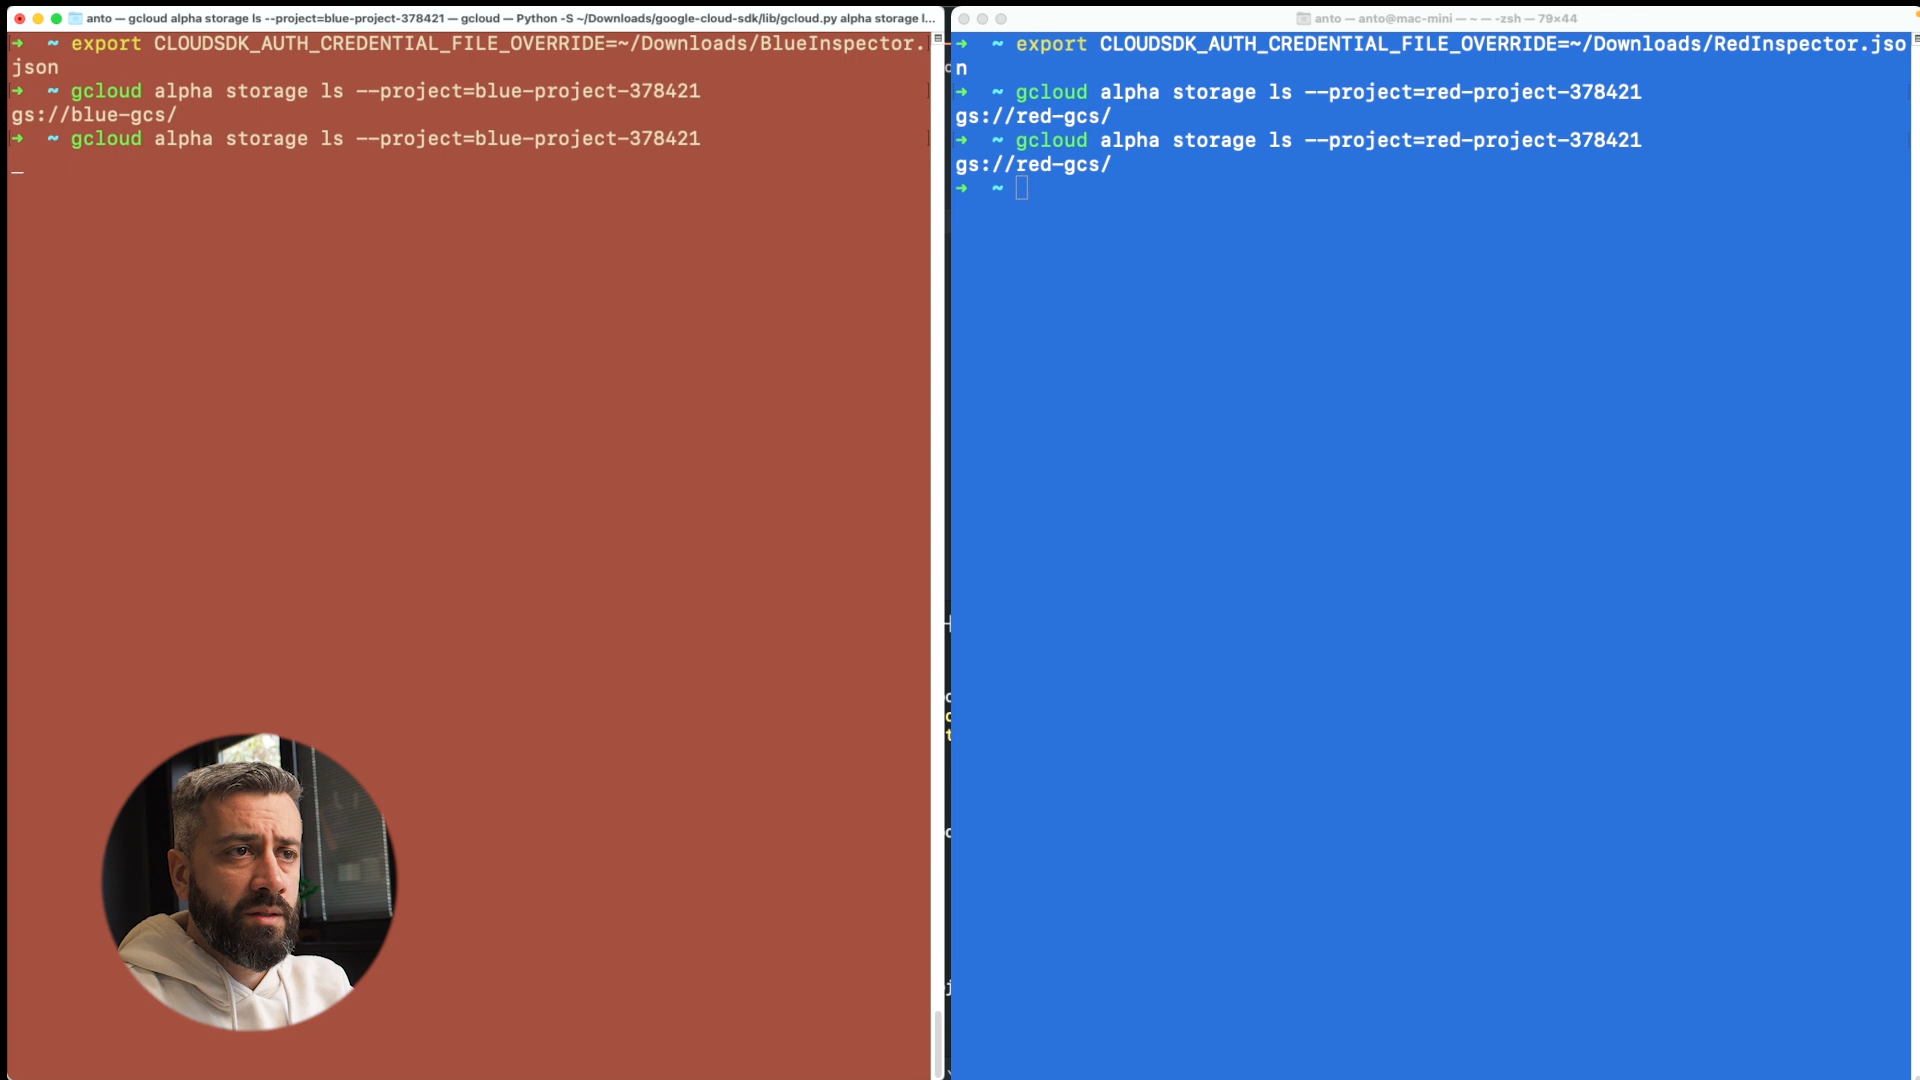 anto — gcloud alpha storage ls --project=blue-project-378421 — gcloud — Python -S ~/Downloads/google-cloud-sdk/lib/gcloud.py alpha storage l...
➜ ~ export CLOUDSDK_AUTH_CREDENTIAL_FILE_OVERRIDE=~/Downloads/BlueInspector.
json
➜ ~ gcloud alpha storage ls --project=blue-project-378421
gs://blue-gcs/
➜ ~ gcloud alpha storage ls --project=blue-project-378421
anto — anto@mac-mini — ~ — -zsh — 79×44
➜ ~ export CLOUDSDK_AUTH_CREDENTIAL_FILE_OVERRIDE=~/Downloads/RedInspector.jso
n
➜ ~ gcloud alpha storage ls --project=red-project-378421
gs://red-gcs/
➜ ~ gcloud alpha storage ls --project=red-project-378421
gs://red-gcs/
➜ ~